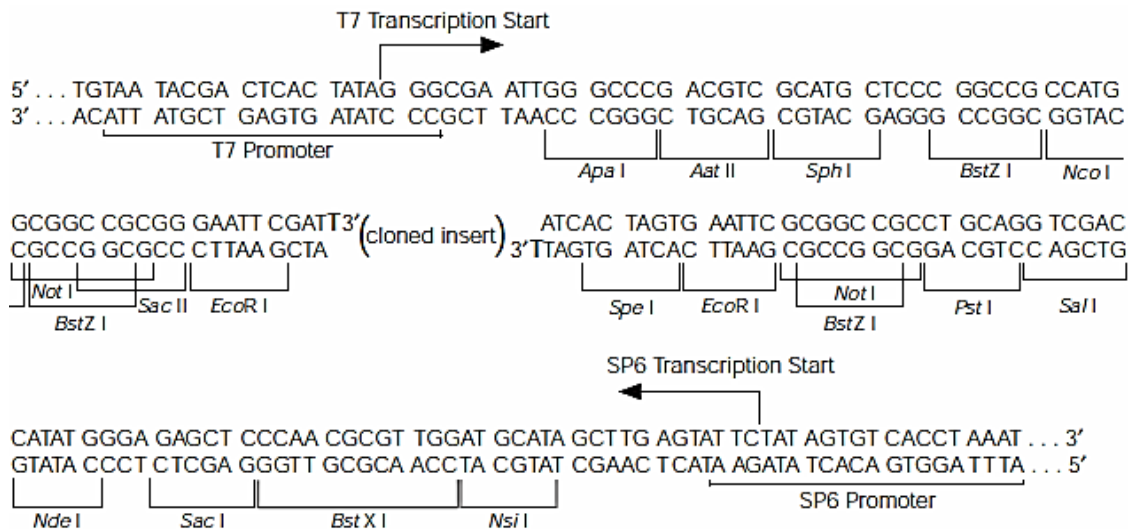 T7 Transcription Start
5′ . . . TGTAA TACGA CTCAC TATAG GGCGA ATTGG GCCCG ACGTC GCATG CTCCC GGCCG CCATG
3′ . . . ACATT ATGCT GAGTG ATATC CCGCT TAACC CGGGC TGCAG CGTAC GAGGG CCGGC GGTAC
T7 Promoter
Apa I Aat II Sph I BstZ I Nco I
GCGGC CGCGG GAATT CGATT3′ (cloned insert) ATCAC TAGTG AATTC GCGGC CGCCT GCAGG TCGAC
CGCCG GCGCC CTTAA GCTA 3′TTAGTG ATCAC TTAAG CGCCG GCGGA CGTCC AGCTG
Not I Sac II EcoR I Spe I EcoR I Not I Pst I Sal I
BstZ I BstZ I
SP6 Transcription Start
CATAT GGGA GAGCTC CCAA CGCGT TGGAT GCATA GCTTG AGTAT TCTAT AGTGT CACCT AAAT . . . 3′
GTATA CCCT CTCGAG GGTT GCGCA ACCTA CGTAT CGAAC TCATA AGATA TCACA GTGGA TTTA . . . 5′
Nde I Sac I BstX I Nsi I SP6 Promoter